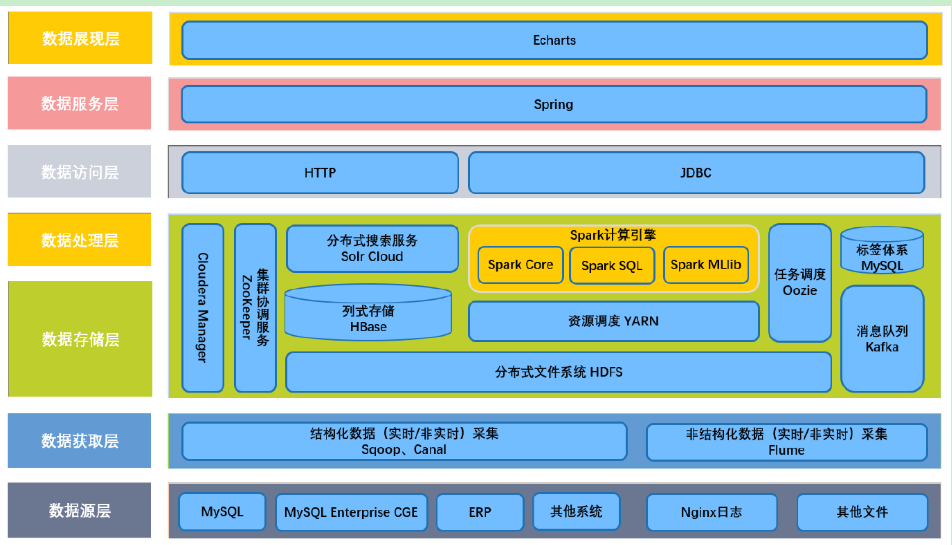 数据展现层
Echarts
数据服务层
Spring
数据访问层
HTTP
JDBC
数据处理层
数据存储层
Cloudera Manager
集群协调服务
ZooKeeper
分布式搜索服务
Solr Cloud
列式存储
HBase
Spark计算引擎
Spark Core
Spark SQL
Spark MLlib
资源调度 YARN
分布式文件系统 HDFS
任务调度
Oozie
标签体系
MySQL
消息队列
Kafka
数据获取层
结构化数据（实时/非实时）采集
Sqoop、Canal
非结构化数据（实时/非实时）采集
Flume
数据源层
MySQL
MySQL Enterprise CGE
ERP
其他系统
Nginx日志
其他文件